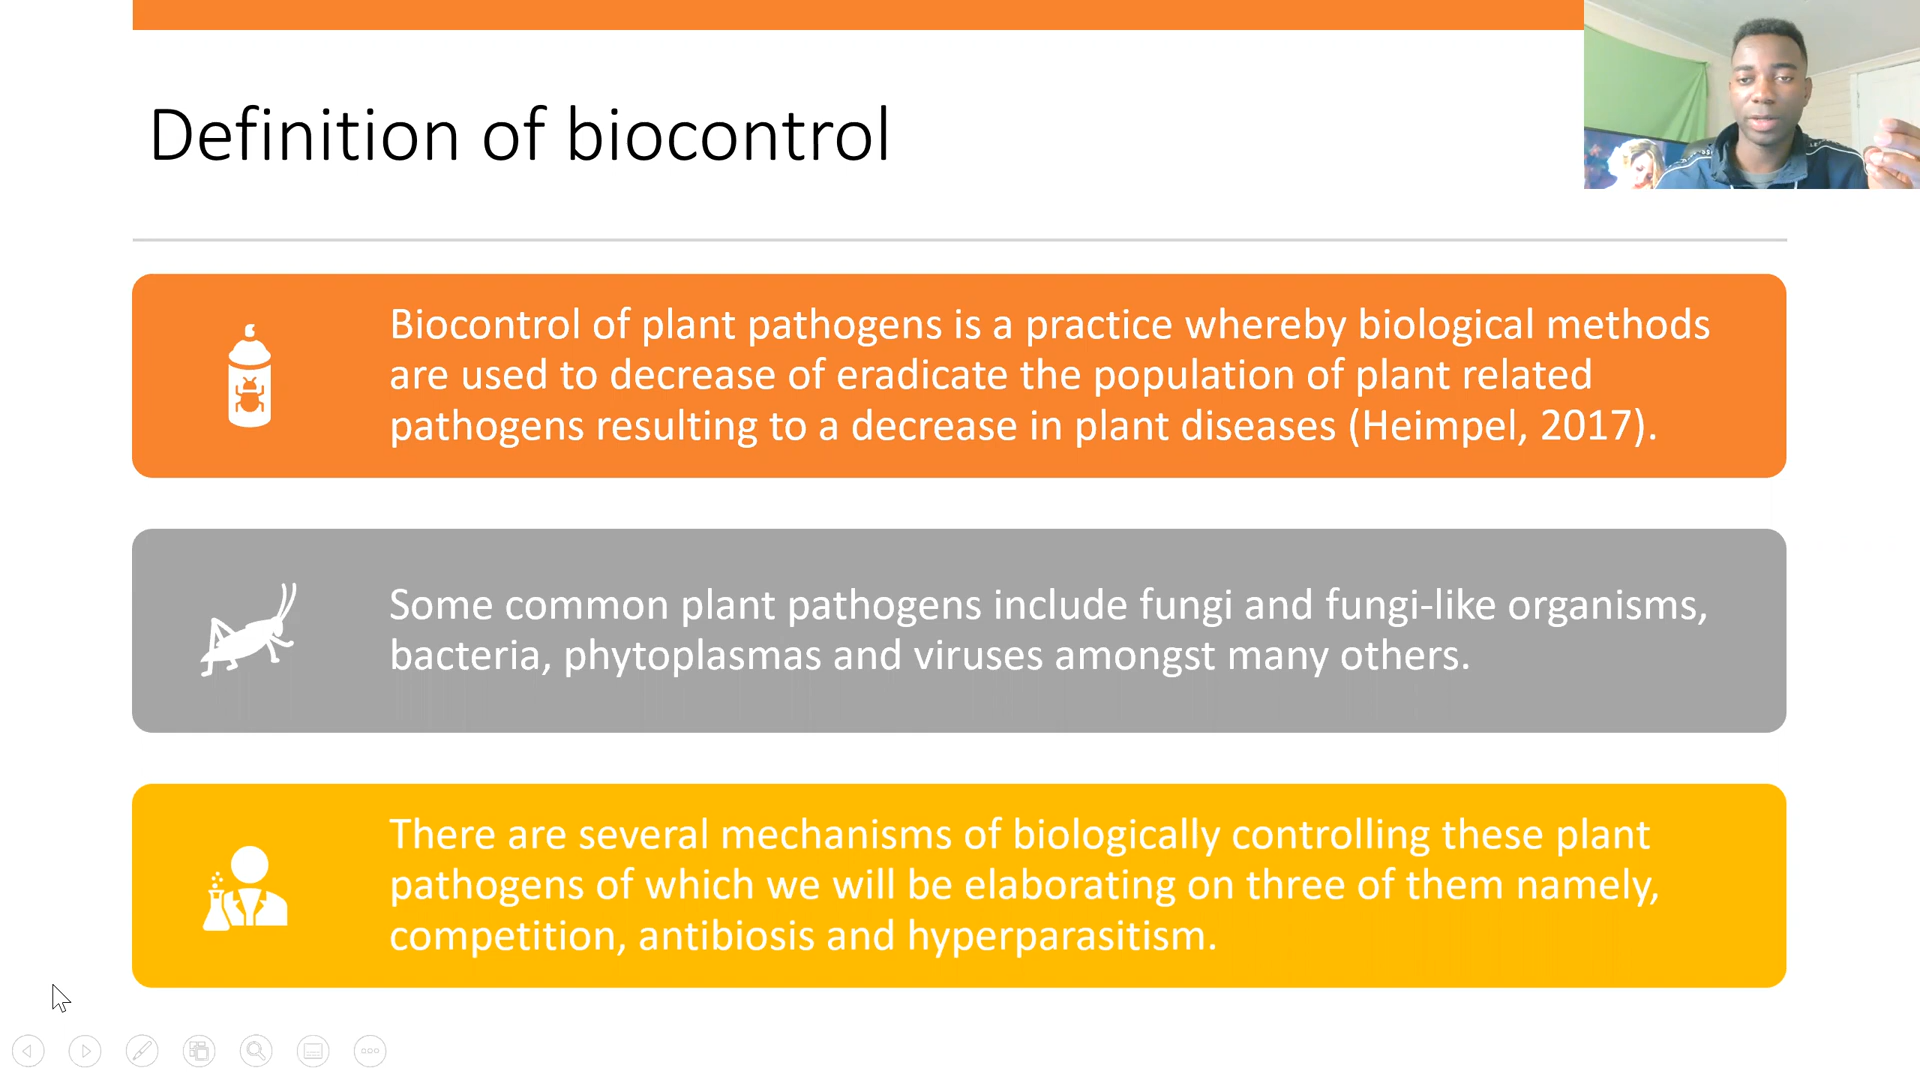 Definition of biocontrol
Biocontrol of plant pathogens is a practice whereby biological methods
are used to decrease of eradicate the population of plant related
pathogens resulting to a decrease in plant diseases (Heimpel, 2017).
Some common plant pathogens include fungi and fungi-like organisms,
bacteria, phytoplasmas and viruses amongst many others.
There are several mechanisms of biologically controlling these plant
pathogens of which we will be elaborating on three of them namely,
competition, antibiosis and hyperparasitism.